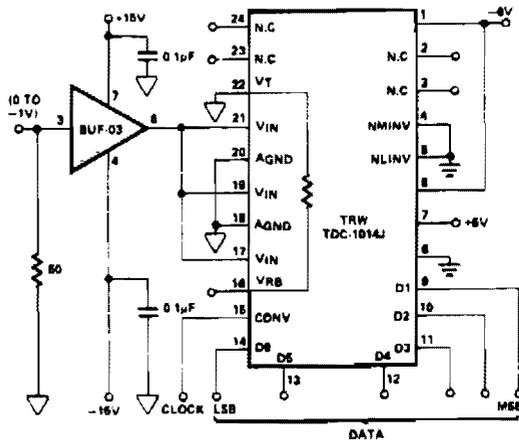 24 N.C
1
−6V
+15V
23 N.C
N.C 2
0.1µF
22 VT
N.C 3
7
(0 TO
−1V)
3
BUF-03
6
21 VIN
NMINV 4
4
20 AGND
NLINV 5
19 VIN
6
18 AGND
TRW
TDC-1014J
7
+5V
17 VIN
8
50
16 VRB
D1 9
0.1µF
15 CONV
D2 10
14 D6
D3 11
D5
D4
13
12
−15V
CLOCK
LSB
MSB
DATA